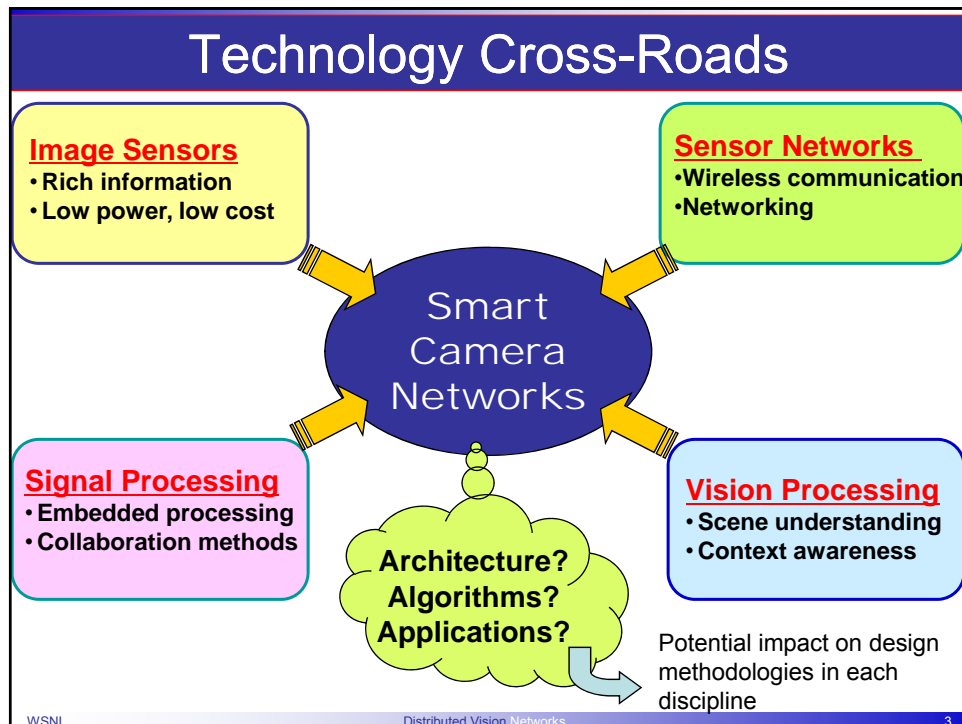 Technology Cross-Roads
Image Sensors
• Rich information
• Low power, low cost
Sensor Networks
•Wireless communication
•Networking
Smart
Camera
Networks
Signal Processing
• Embedded processing
• Collaboration methods
Vision Processing
• Scene understanding
• Context awareness
Architecture?
Algorithms?
Applications?
Potential impact on design
methodologies in each
discipline
WSNL Distributed Vision Networks 3